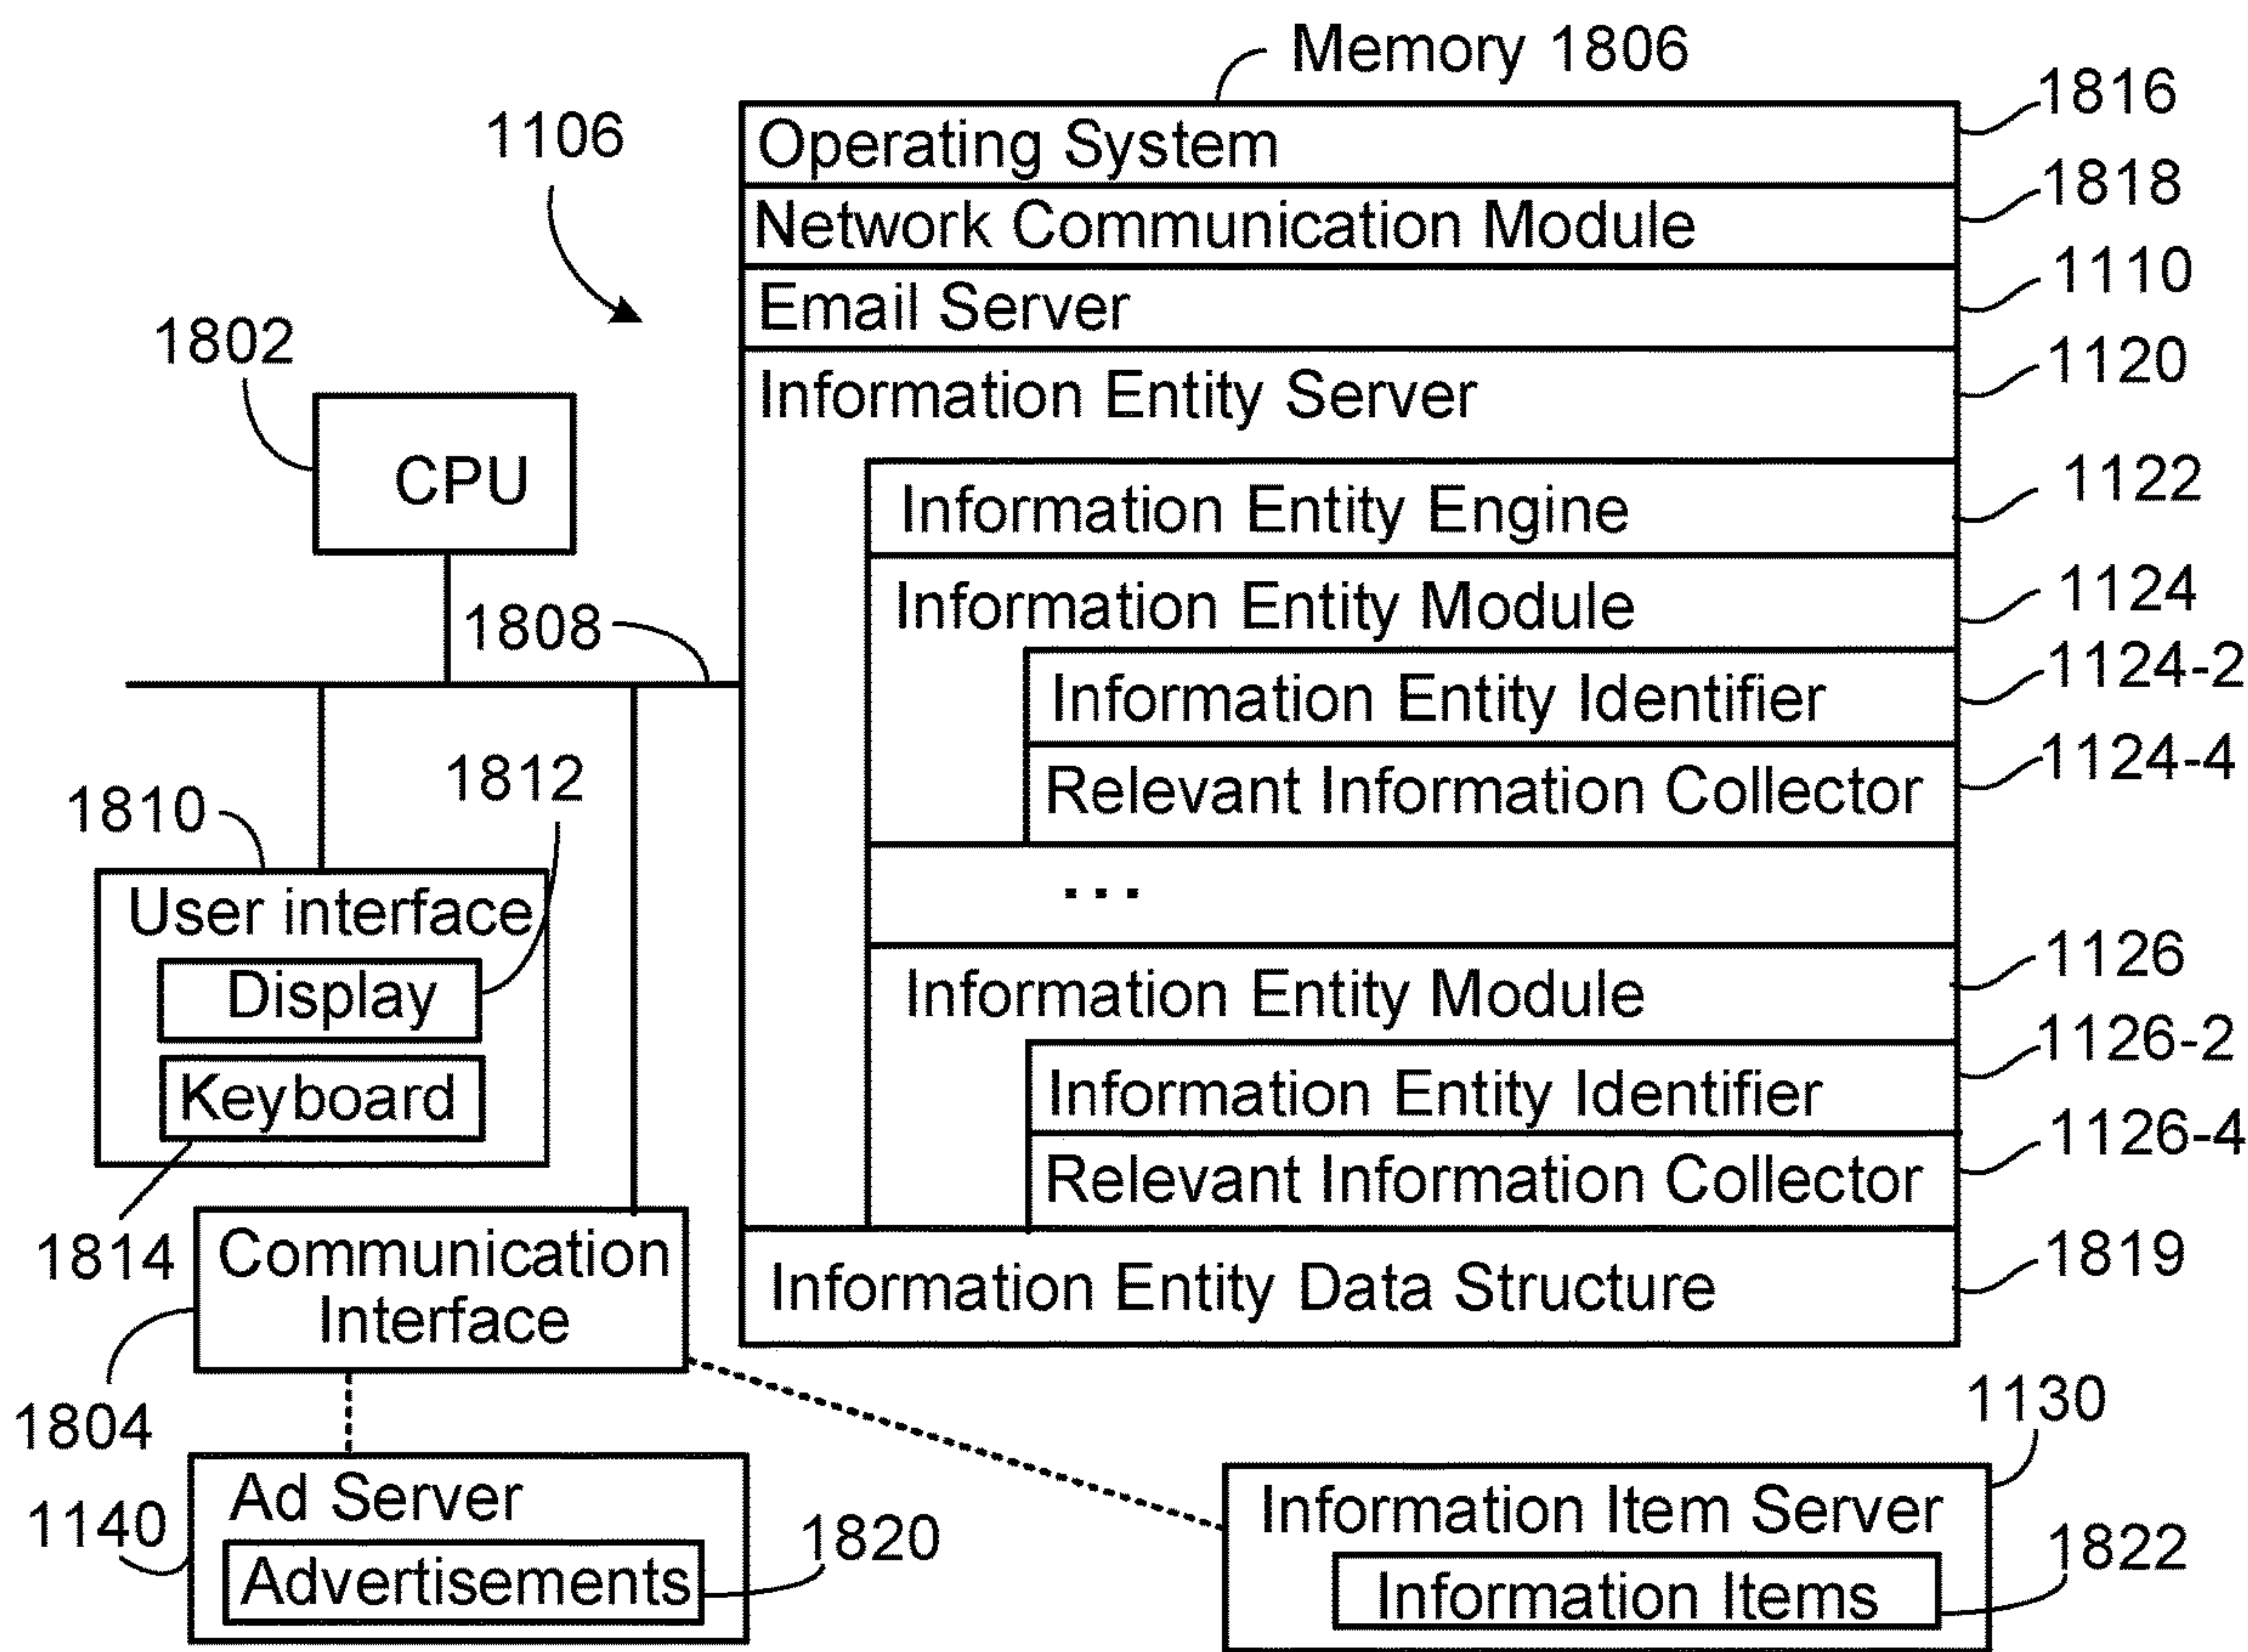 Memory 1806
1106
Operating System
1816
Network Communication Module
1818
Email Server
1110
1802
Information Entity Server
1120
CPU
Information Entity Engine
1122
1808
Information Entity Module
1124
Information Entity Identifier
1124-2
Relevant Information Collector
1124-4
...
1810
1812
User interface
Display
Keyboard
1814
Information Entity Module
1126
Information Entity Identifier
1126-2
Relevant Information Collector
1126-4
Communication
Interface
1804
Information Entity Data Structure
1819
Ad Server
1140
Advertisements
1820
1130
Information Item Server
Information Items
1822